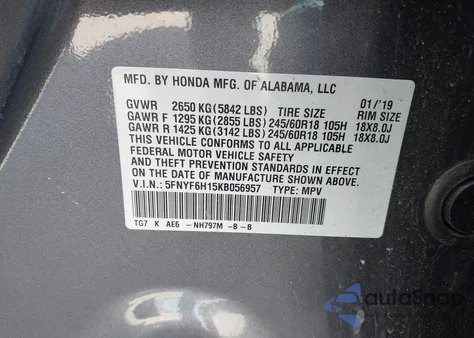 MFD. BY HONDA MFG. OF ALABAMA, LLC
GVWR 2650 KG(5842 LBS) TIRE SIZE 01/'19 RIM SIZE
GAWR F 1295 KG(2855 LBS)245/60R18 105H 18X8.0J
GAWR R 1425 KG(3142 LBS)245/60R18 105H 18X8.0J
THIS VEHICLE CONFORMS TO ALL APPLICABLE
FEDERAL MOTOR VEHICLE SAFETY STANDARDS IN EFFECT
ON THE DATE OF MANUFACTURE SHOWN ABOVE.
V.I.N.: 5FNYF6H15KB056957 TYPE: MPV
TG7 K AE6 -NH797M -B-B
autoSnap